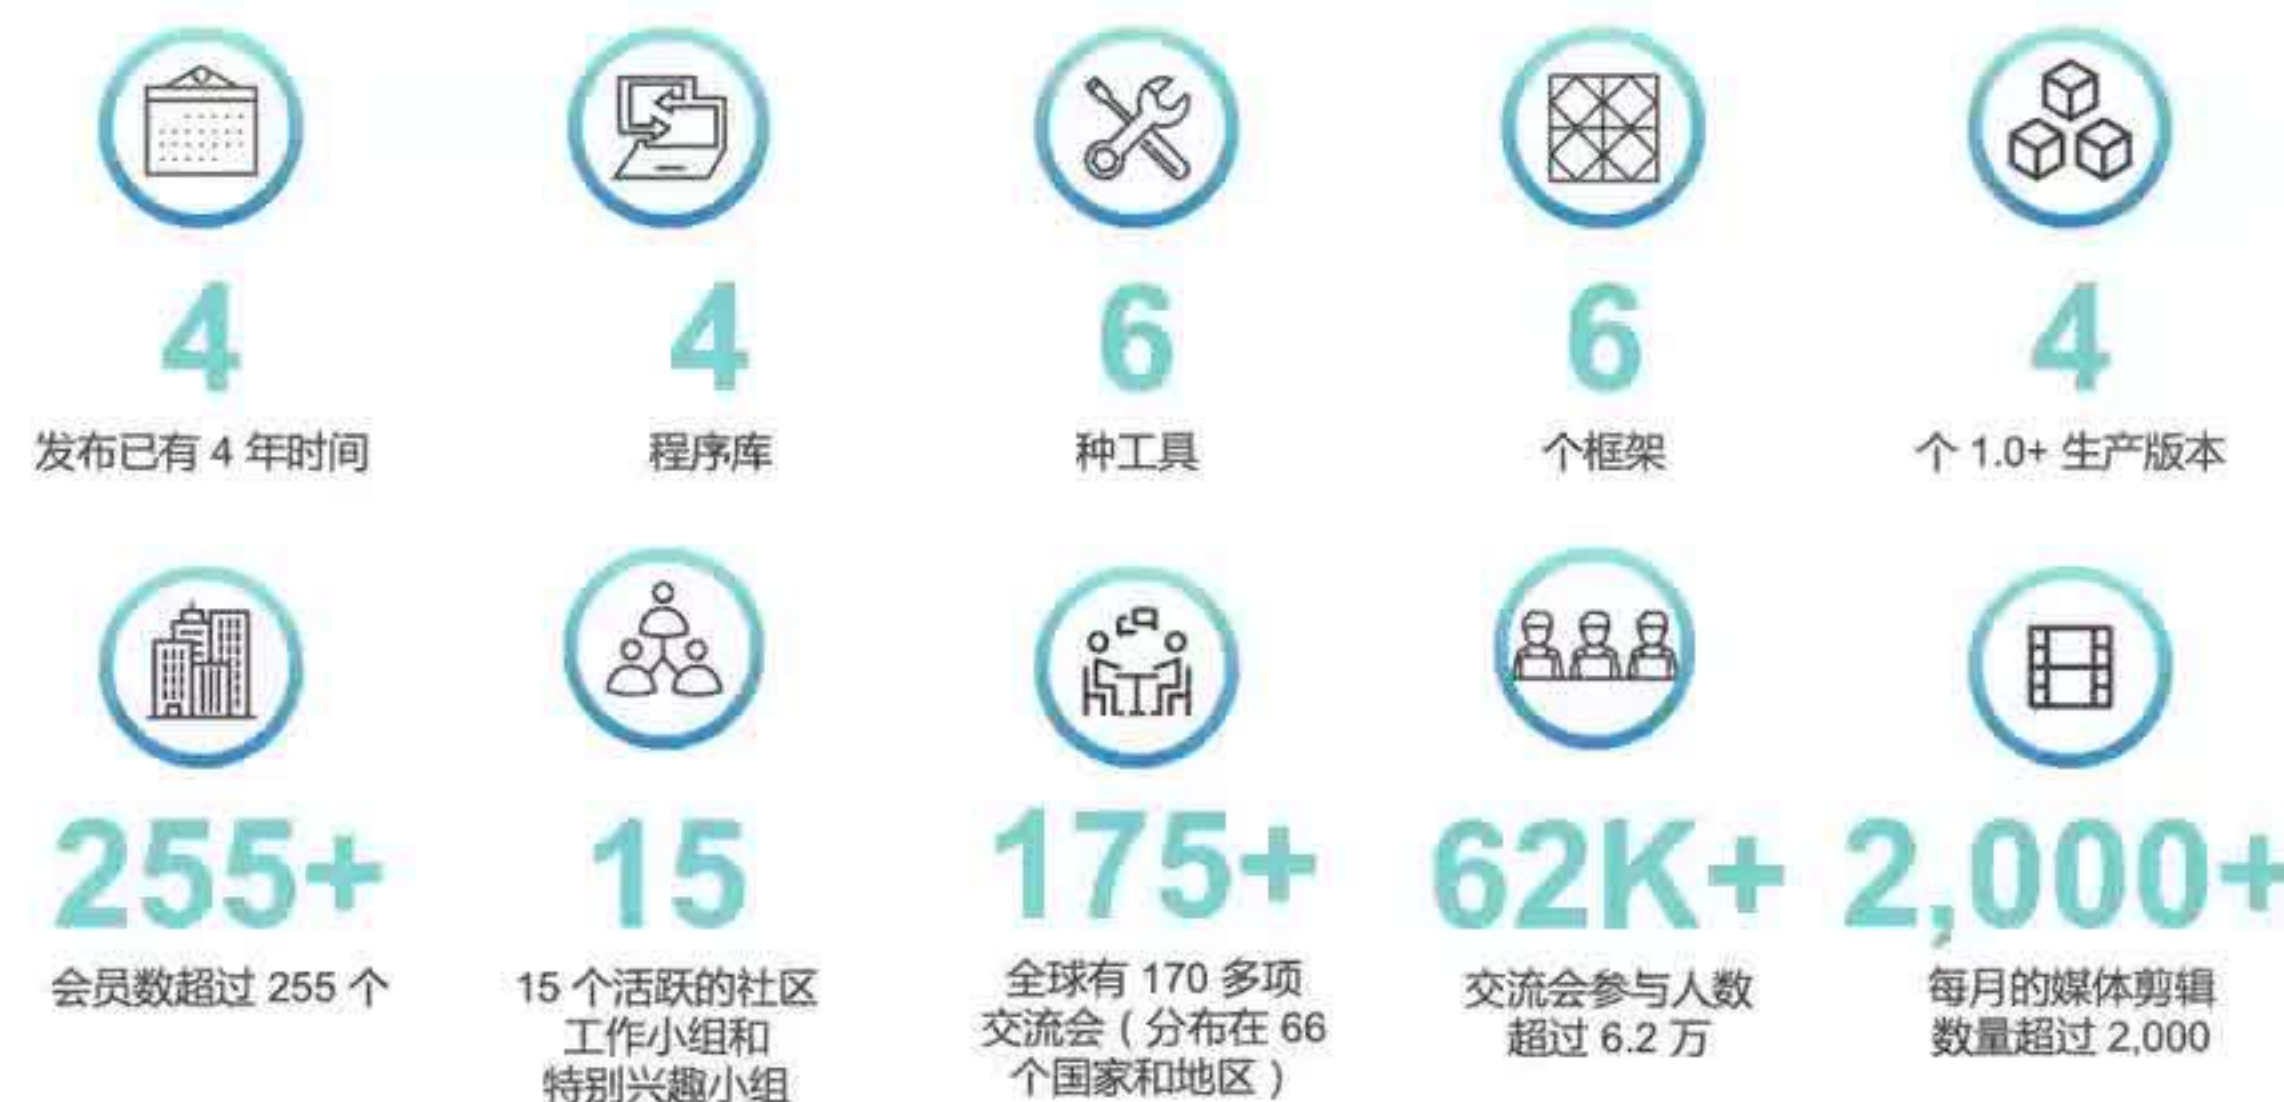 4
4
6
6
4
发布已有 4 年时间
程序库
种工具
个框架
个 1.0+ 生产版本
255+
15
175+
62K+
2,000+
会员数超过 255 个
15 个活跃的社区
工作小组和
特别兴趣小组
全球有 170 多项
交流会（分布在 66
个国家和地区）
交流会参与人数
超过 6.2 万
每月的媒体剪辑
数量超过 2,000